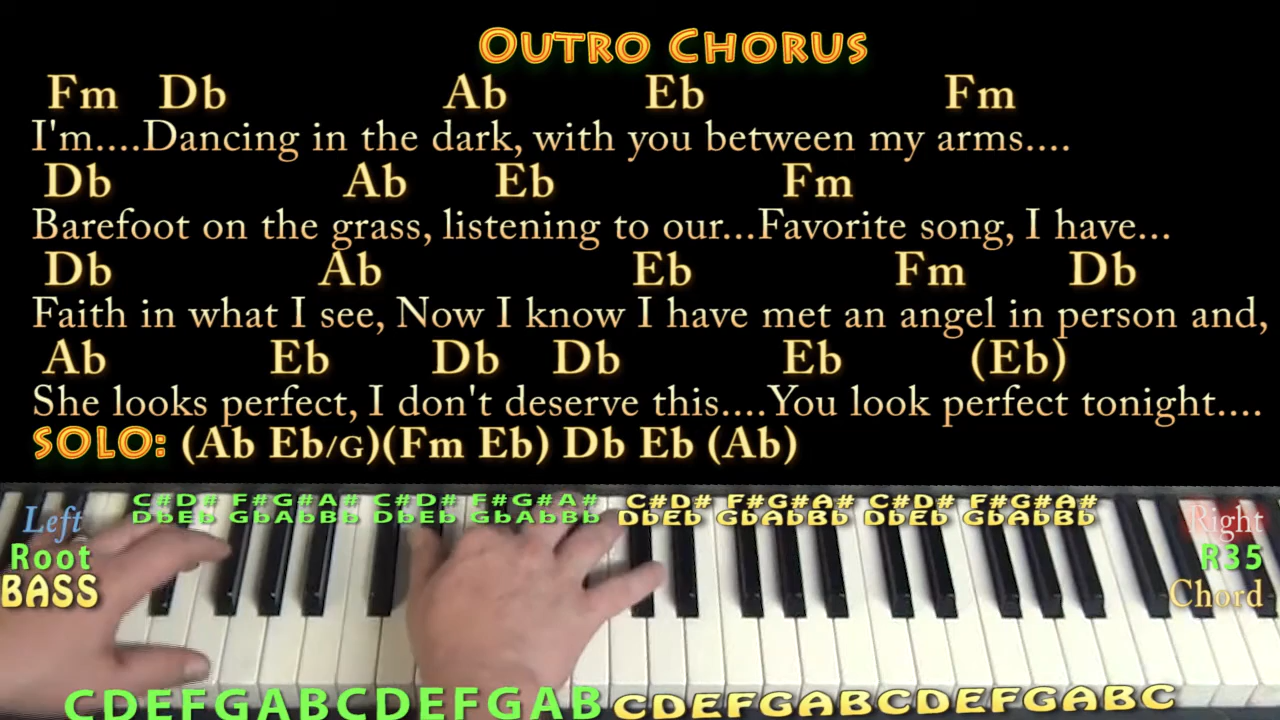 OUTRO CHORUS
Fm Db Ab Eb Fm
I'm....Dancing in the dark, with you between my arms....
Db Ab Eb Fm
Barefoot on the grass, listening to our...Favorite song, I have...
Db Ab Eb Fm Db
Faith in what I see, Now I know I have met an angel in person and,
Ab Eb Db Db Eb (Eb)
She looks perfect, I don't deserve this....You look perfect tonight....
SOLO: (Ab Eb/G)(Fm Eb) Db Eb (Ab)
C#D# F#G#A# C#D# F#G#A# C#D# F#G#A# C#D# F#G#A#
DbEb GbAbBb DbEb GbAbBb DbEb GbAbBb DbEb GbAbBb
Left
Root
BASS
Right
R35
Chord
CDEFGABCDEFGAB CDEFGABCDEFGABC